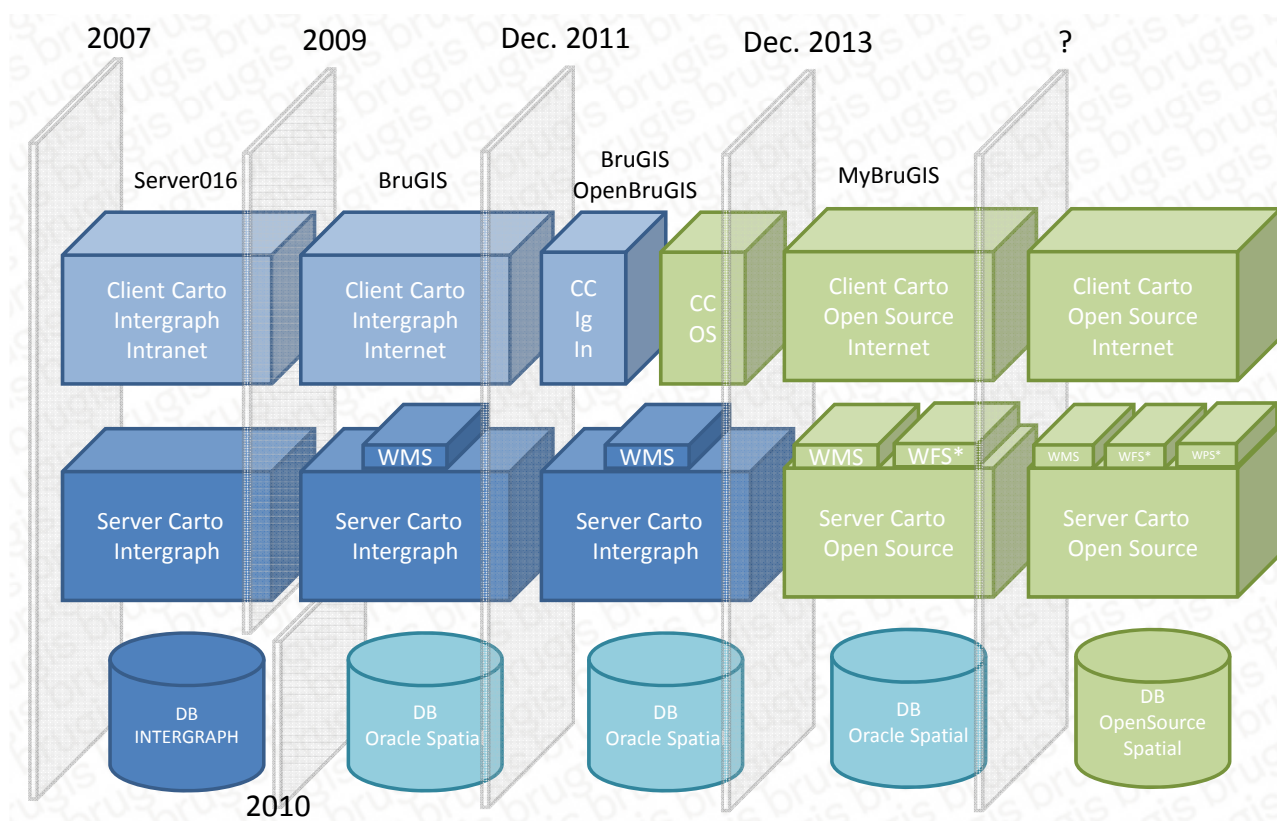 2007
2009
Dec. 2011
Dec. 2013
?
Server016
BruGIS
BruGIS
OpenBruGIS
MyBruGIS
Client Carto
Intergraph
Intranet
Client Carto
Intergraph
Internet
CC
Ig
In
CC
OS
Client Carto
Open Source
Internet
Client Carto
Open Source
Internet
WMS
WMS
WMS
WFS*
WMS
WFS*
WPS*
Server Carto
Intergraph
Server Carto
Intergraph
Server Carto
Intergraph
Server Carto
Open Source
Server Carto
Open Source
DB
INTERGRAPH
DB
Oracle Spatial
DB
Oracle Spatial
DB
Oracle Spatial
DB
OpenSource
Spatial
2010